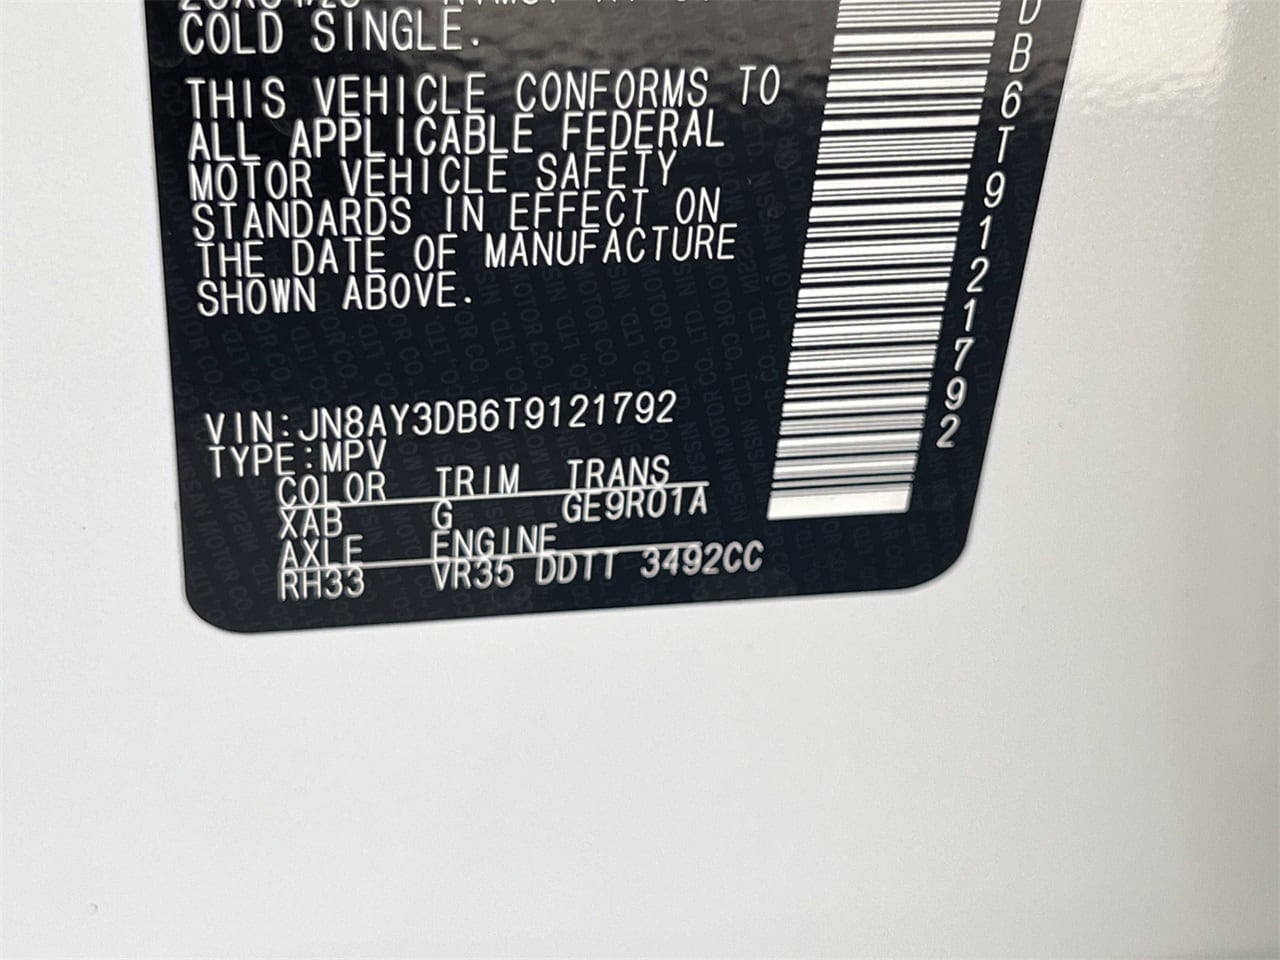 COLD SINGLE.
THIS VEHICLE CONFORMS TO
ALL APPLICABLE FEDERAL
MOTOR VEHICLE SAFETY
STANDARDS IN EFFECT ON
THE DATE OF MANUFACTURE
SHOWN ABOVE.
VIN:JN8AY3DB6T9121792
TYPE:MPV
COLOR TRIM TRANS
XAB G GE9R01A
AXLE ENGINE
RH33 VR35 DDTT 3492CC
DB6T9121792